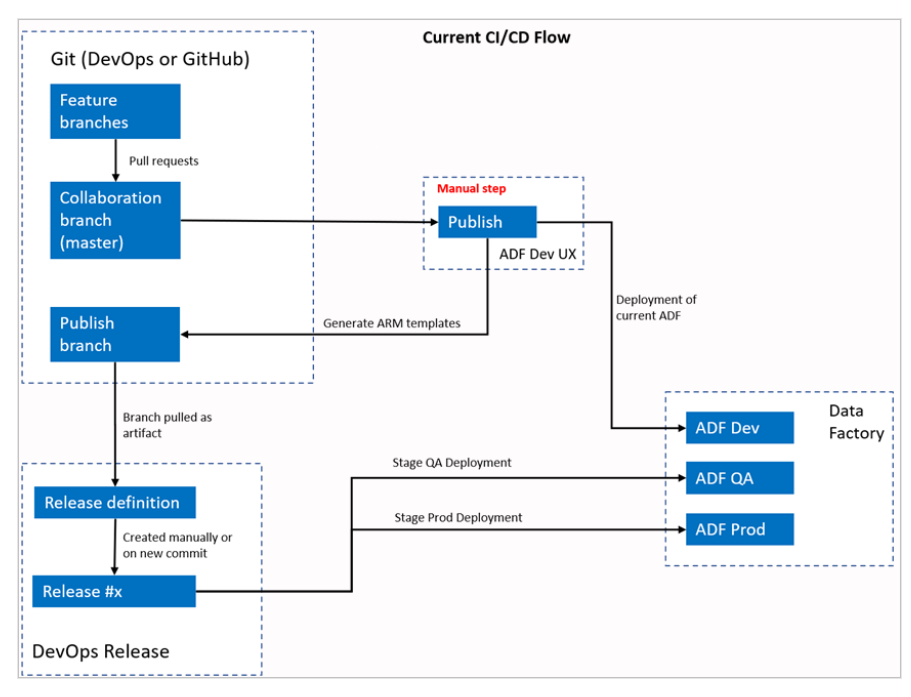 Current CI/CD Flow
Git (DevOps or GitHub)
Feature
branches
Pull requests
Collaboration
branch
(master)
Manual step
Publish
ADF Dev UX
Deployment of
current ADF
Generate ARM templates
Publish
branch
Branch pulled as
artifact
Data
Factory
ADF Dev
ADF QA
ADF Prod
Stage QA Deployment
Stage Prod Deployment
Release definition
Created manually or
on new commit
Release #x
DevOps Release